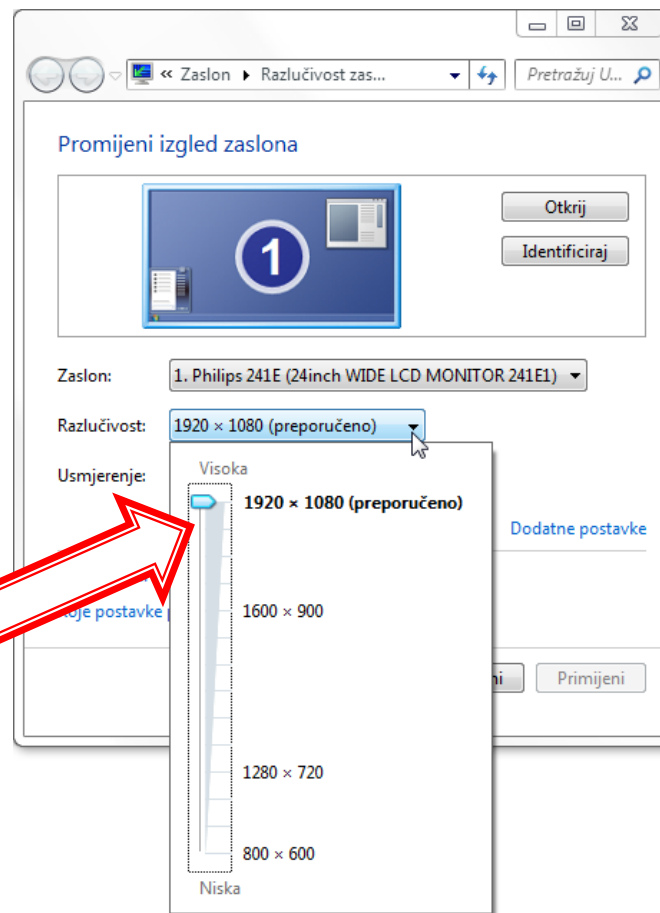 « Zaslon ▸ Razlučivost zas...
Pretražuj U...
Promijeni izgled zaslona
1
Otkrij
Identificiraj
Zaslon:
1. Philips 241E (24inch WIDE LCD MONITOR 241E1)
Razlučivost:
1920 × 1080 (preporučeno)
Usmjerenje:
Visoka
1920 × 1080 (preporučeno)
Dodatne postavke
1600 × 900
postavke
Primijeni
1280 × 720
800 × 600
Niska